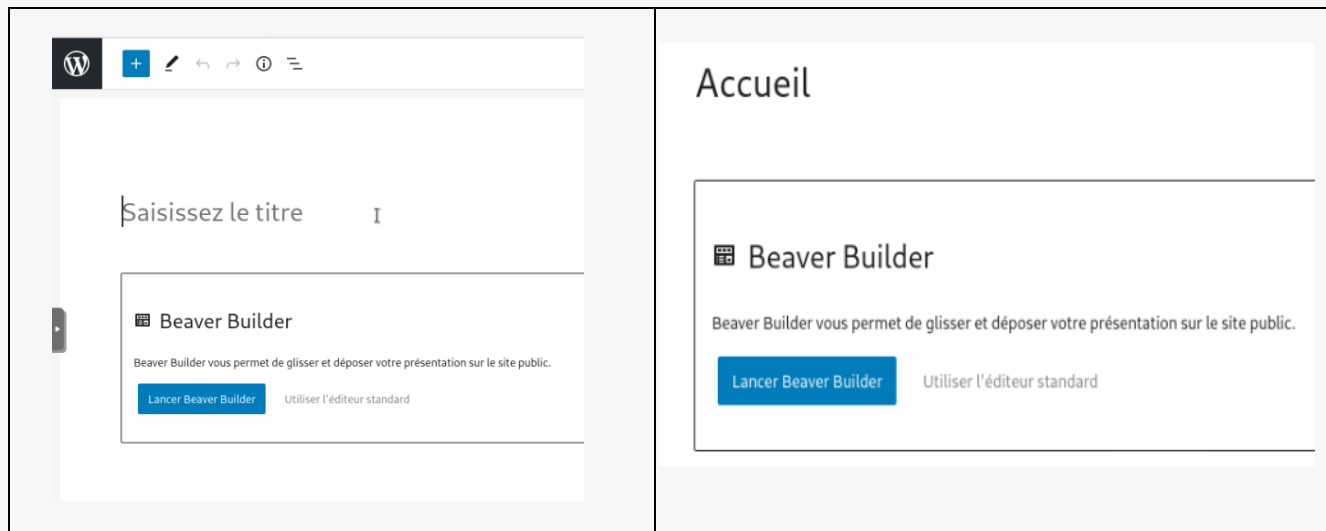 Saisissez le titre
Beaver Builder
Beaver Builder vous permet de glisser et déposer votre présentation sur le site public.
Lancer Beaver Builder Utiliser l'éditeur standard
Accueil
Beaver Builder
Beaver Builder vous permet de glisser et déposer votre présentation sur le site public.
Lancer Beaver Builder Utiliser l'éditeur standard